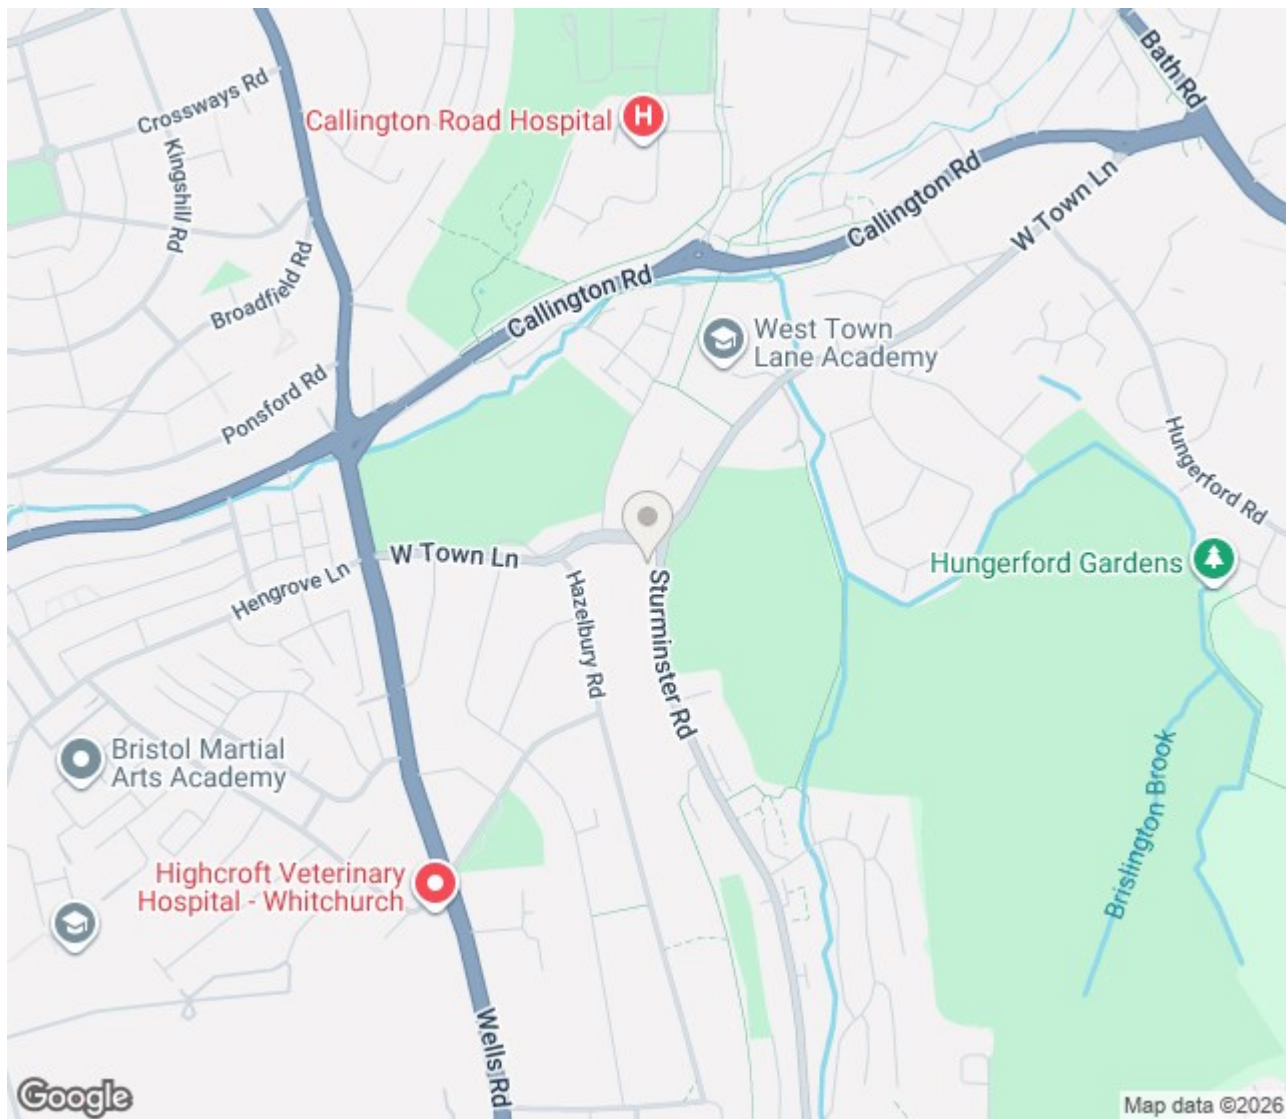 Bath Rd
Crossways Rd
Callington Road Hospital
H
Kingshill Rd
Callington Rd
W Town Ln
Broadfield Rd
Callington Rd
West Town
Lane Academy
Ponsford Rd
Hungerford Rd
W Town Ln
Hengrove Ln
Hungerford Gardens
Hazelbury Rd
Sturminster Rd
Bristol Martial
Arts Academy
Brislington Brook
Highcroft Veterinary
Hospital - Whitchurch
Wells Rd
Google
Map data ©2026